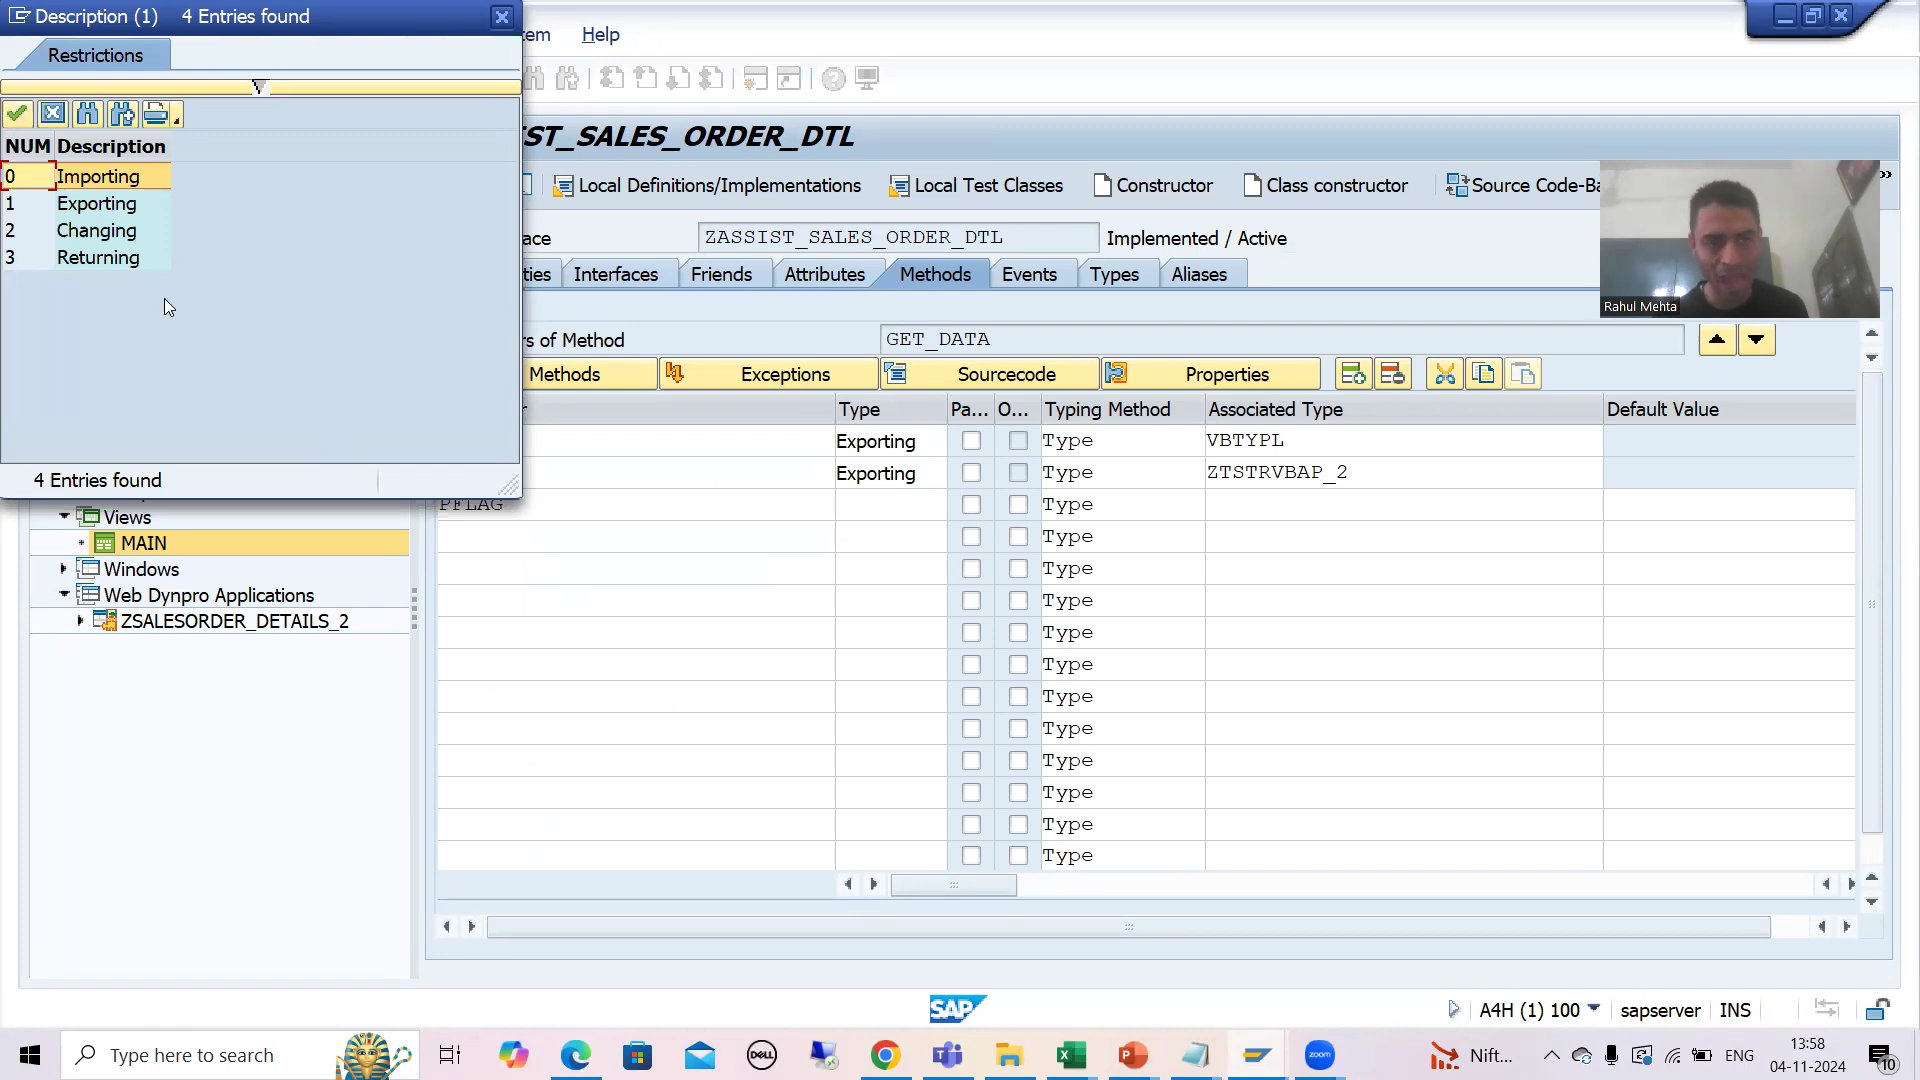 Description (1) 4 Entries found
Restrictions
NUM Description
0 Importing
1 Exporting
2 Changing
3 Returning
4 Entries found
Help
ST_SALES_ORDER_DTL
Local Definitions/Implementations Local Test Classes Constructor Class constructor Source Code-Ba
ZASSIST_SALES_ORDER_DTL Implemented / Active
Interfaces Friends Attributes Methods Events Types Aliases
Rahul Mehta
rs of Method GET_DATA
Methods Exceptions Sourcecode Properties
Type Pa... O... Typing Method Associated Type Default Value
Exporting Type VBTYPL
Exporting Type ZTSTRVBAP_2
PFLAG Type
Type
Type
Type
Type
Type
Type
Type
Type
Type
Type
Type
Views
MAIN
Windows
Web Dynpro Applications
ZSALESORDER_DETAILS_2
SAP A4H (1) 100 sapserver INS
Type here to search
DELL
zoom
Nift...
ENG
13:58
04-11-2024
10